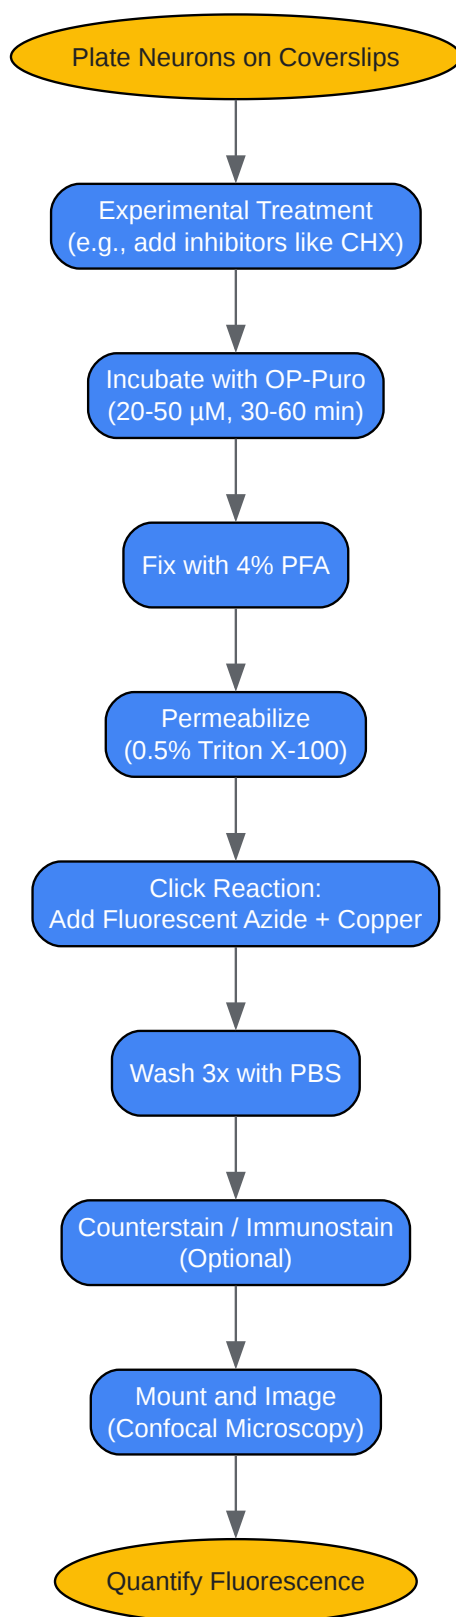 Plate Neurons on Coverslips
Experimental Treatment
(e.g., add inhibitors like CHX)
Incubate with OP-Puro
(20-50 µM, 30-60 min)
Fix with 4% PFA
Permeabilize
(0.5% Triton X-100)
Click Reaction:
Add Fluorescent Azide + Copper
Wash 3x with PBS
Counterstain / Immunostain
(Optional)
Mount and Image
(Confocal Microscopy)
Quantify Fluorescence